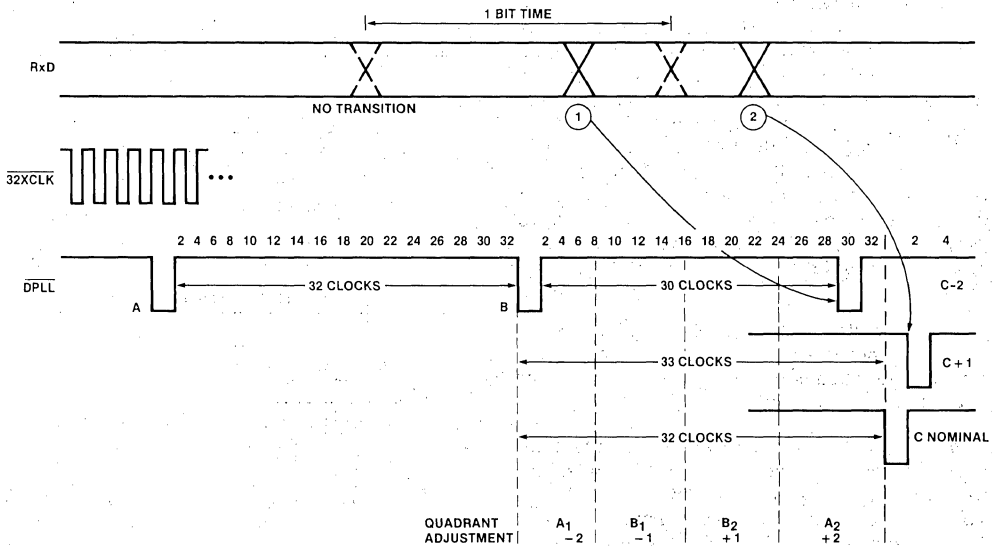 1 BIT TIME
RxD
NO TRANSITION
1
2
32XCLK
2 4 6 8 10 12 14 16 18 20 22 24 26 28 30 32
2 4 6 8 10 12 14 16 18 20 22 24 26 28 30 32
2 4
DPLL
32 CLOCKS
30 CLOCKS
C-2
A
B
33 CLOCKS
C+1
32 CLOCKS
C NOMINAL
QUADRANT A1 B1 B2 A2
ADJUSTMENT -2 -1 +1 +2